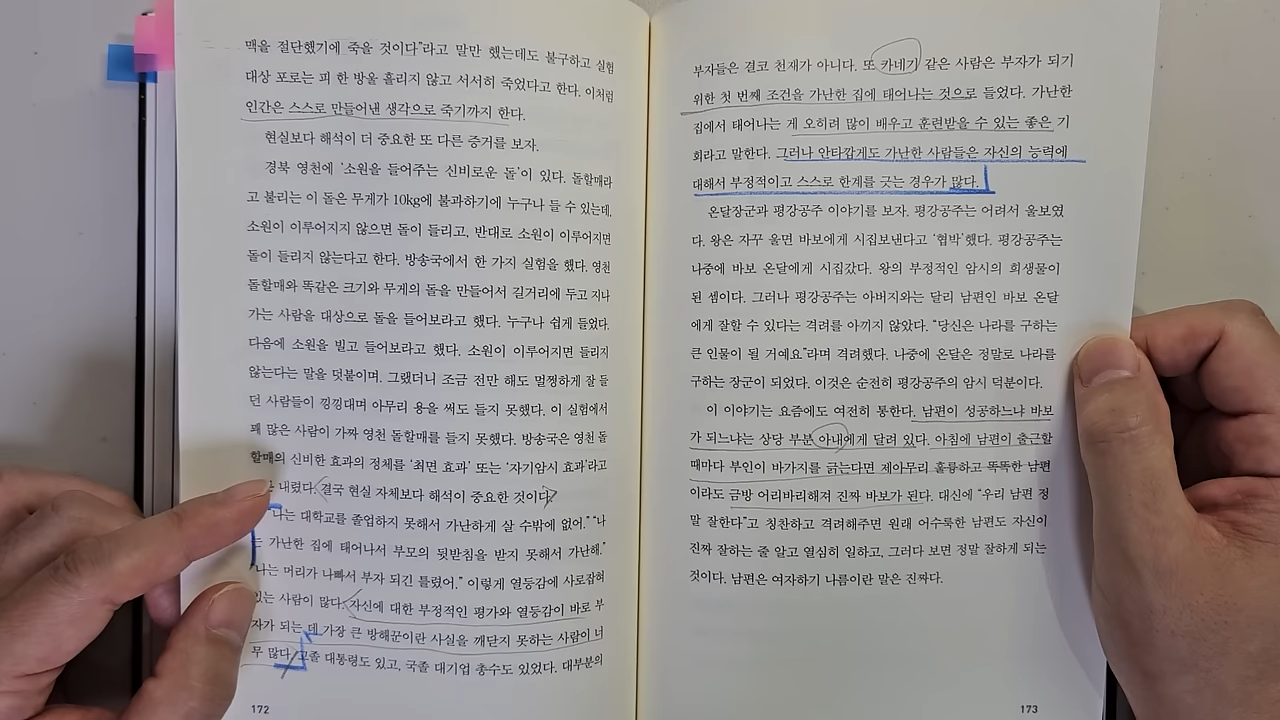 맥을 절단했기에 죽을 것이다”라고 말만 했는데도 불구하고 실험
대상 포로는 피 한 방울 흘리지 않고 서서히 죽었다고 한다. 이처럼
인간은 스스로 만들어낸 생각으로 죽기까지 한다.
현실보다 해석이 더 중요한 또 다른 증거를 보자.
경북 영천에 ‘소원을 들어주는 신비로운 돌’이 있다. 돌할매라
고 불리는 이 돌은 무게가 10kg에 불과하기에 누구나 들 수 있는데,
소원이 이루어지지 않으면 돌이 들리고, 반대로 소원이 이루어지면
돌이 들리지 않는다고 한다. 방송국에서 한 가지 실험을 했다. 영천
돌할매와 똑같은 크기와 무게의 돌을 만들어서 길거리에 두고 지나
가는 사람을 대상으로 돌을 들어보라고 했다. 누구나 쉽게 들었다.
다음에 소원을 빌고 들어보라고 했다. 소원이 이루어지면 들리지
않는다는 말을 덧붙이며. 그랬더니 조금 전만 해도 멀쩡하게 잘 들
던 사람들이 낑낑대며 아무리 용을 써도 들지 못했다. 이 실험에서
꽤 많은 사람이 가짜 영천 돌할매를 들지 못했다. 방송국은 영천 돌
할매의 신비한 효과의 정체를 ‘최면 효과’ 또는 ‘자기암시 효과’라고
내렸다. 결국 현실 자체보다 해석이 중요한 것이다.
“나는 대학교를 졸업하지 못해서 가난하게 살 수밖에 없어.” “나
는 가난한 집에 태어나서 부모의 뒷받침을 받지 못해서 가난해.”
“나는 머리가 나빠서 부자 되긴 틀렸어.” 이렇게 열등감에 사로잡혀
있는 사람이 많다. 자신에 대한 부정적인 평가와 열등감이 바로 부
자가 되는 데 가장 큰 방해꾼이란 사실을 깨닫지 못하는 사람이 너
무 많다. 고졸 대통령도 있고, 국졸 대기업 총수도 있었다. 대부분의
172
부자들은 결코 천재가 아니다. 또 카네기 같은 사람은 부자가 되기
위한 첫 번째 조건을 가난한 집에 태어나는 것으로 들었다. 가난한
집에서 태어나는 게 오히려 많이 배우고 훈련받을 수 있는 좋은 기
회라고 말한다. 그러나 안타깝게도 가난한 사람들은 자신의 능력에
대해서 부정적이고 스스로 한계를 긋는 경우가 많다.
온달장군과 평강공주 이야기를 보자. 평강공주는 어려서 울보였
다. 왕은 자꾸 울면 바보에게 시집보낸다고 ‘협박’했다. 평강공주는
나중에 바보 온달에게 시집갔다. 왕의 부정적인 암시의 희생물이
된 셈이다. 그러나 평강공주는 아버지와는 달리 남편인 바보 온달
에게 잘할 수 있다는 격려를 아끼지 않았다. “당신은 나라를 구하는
큰 인물이 될 거예요”라며 격려했다. 나중에 온달은 정말로 나라를
구하는 장군이 되었다. 이것은 순전히 평강공주의 암시 덕분이다.
이 이야기는 요즘에도 여전히 통한다. 남편이 성공하느냐 바보
가 되느냐는 상당 부분 아내에게 달려 있다. 아침에 남편이 출근할
때마다 부인이 바가지를 긁는다면 제아무리 훌륭하고 똑똑한 남편
이라도 금방 어리바리해져 진짜 바보가 된다. 대신에 “우리 남편 정
말 잘한다”고 칭찬하고 격려해주면 원래 어수룩한 남편도 자신이
진짜 잘하는 줄 알고 열심히 일하고, 그러다 보면 정말 잘하게 되는
것이다. 남편은 여자하기 나름이란 말은 진짜다.
173